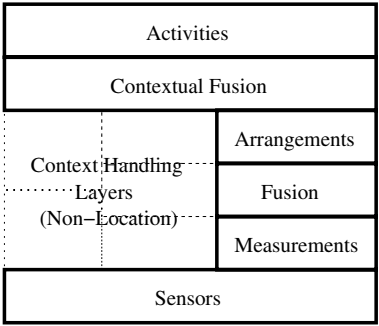 Activities
Contextual Fusion
Arrangements
Context Handling
Layers
Fusion
(Non−Location)
Measurements
Sensors